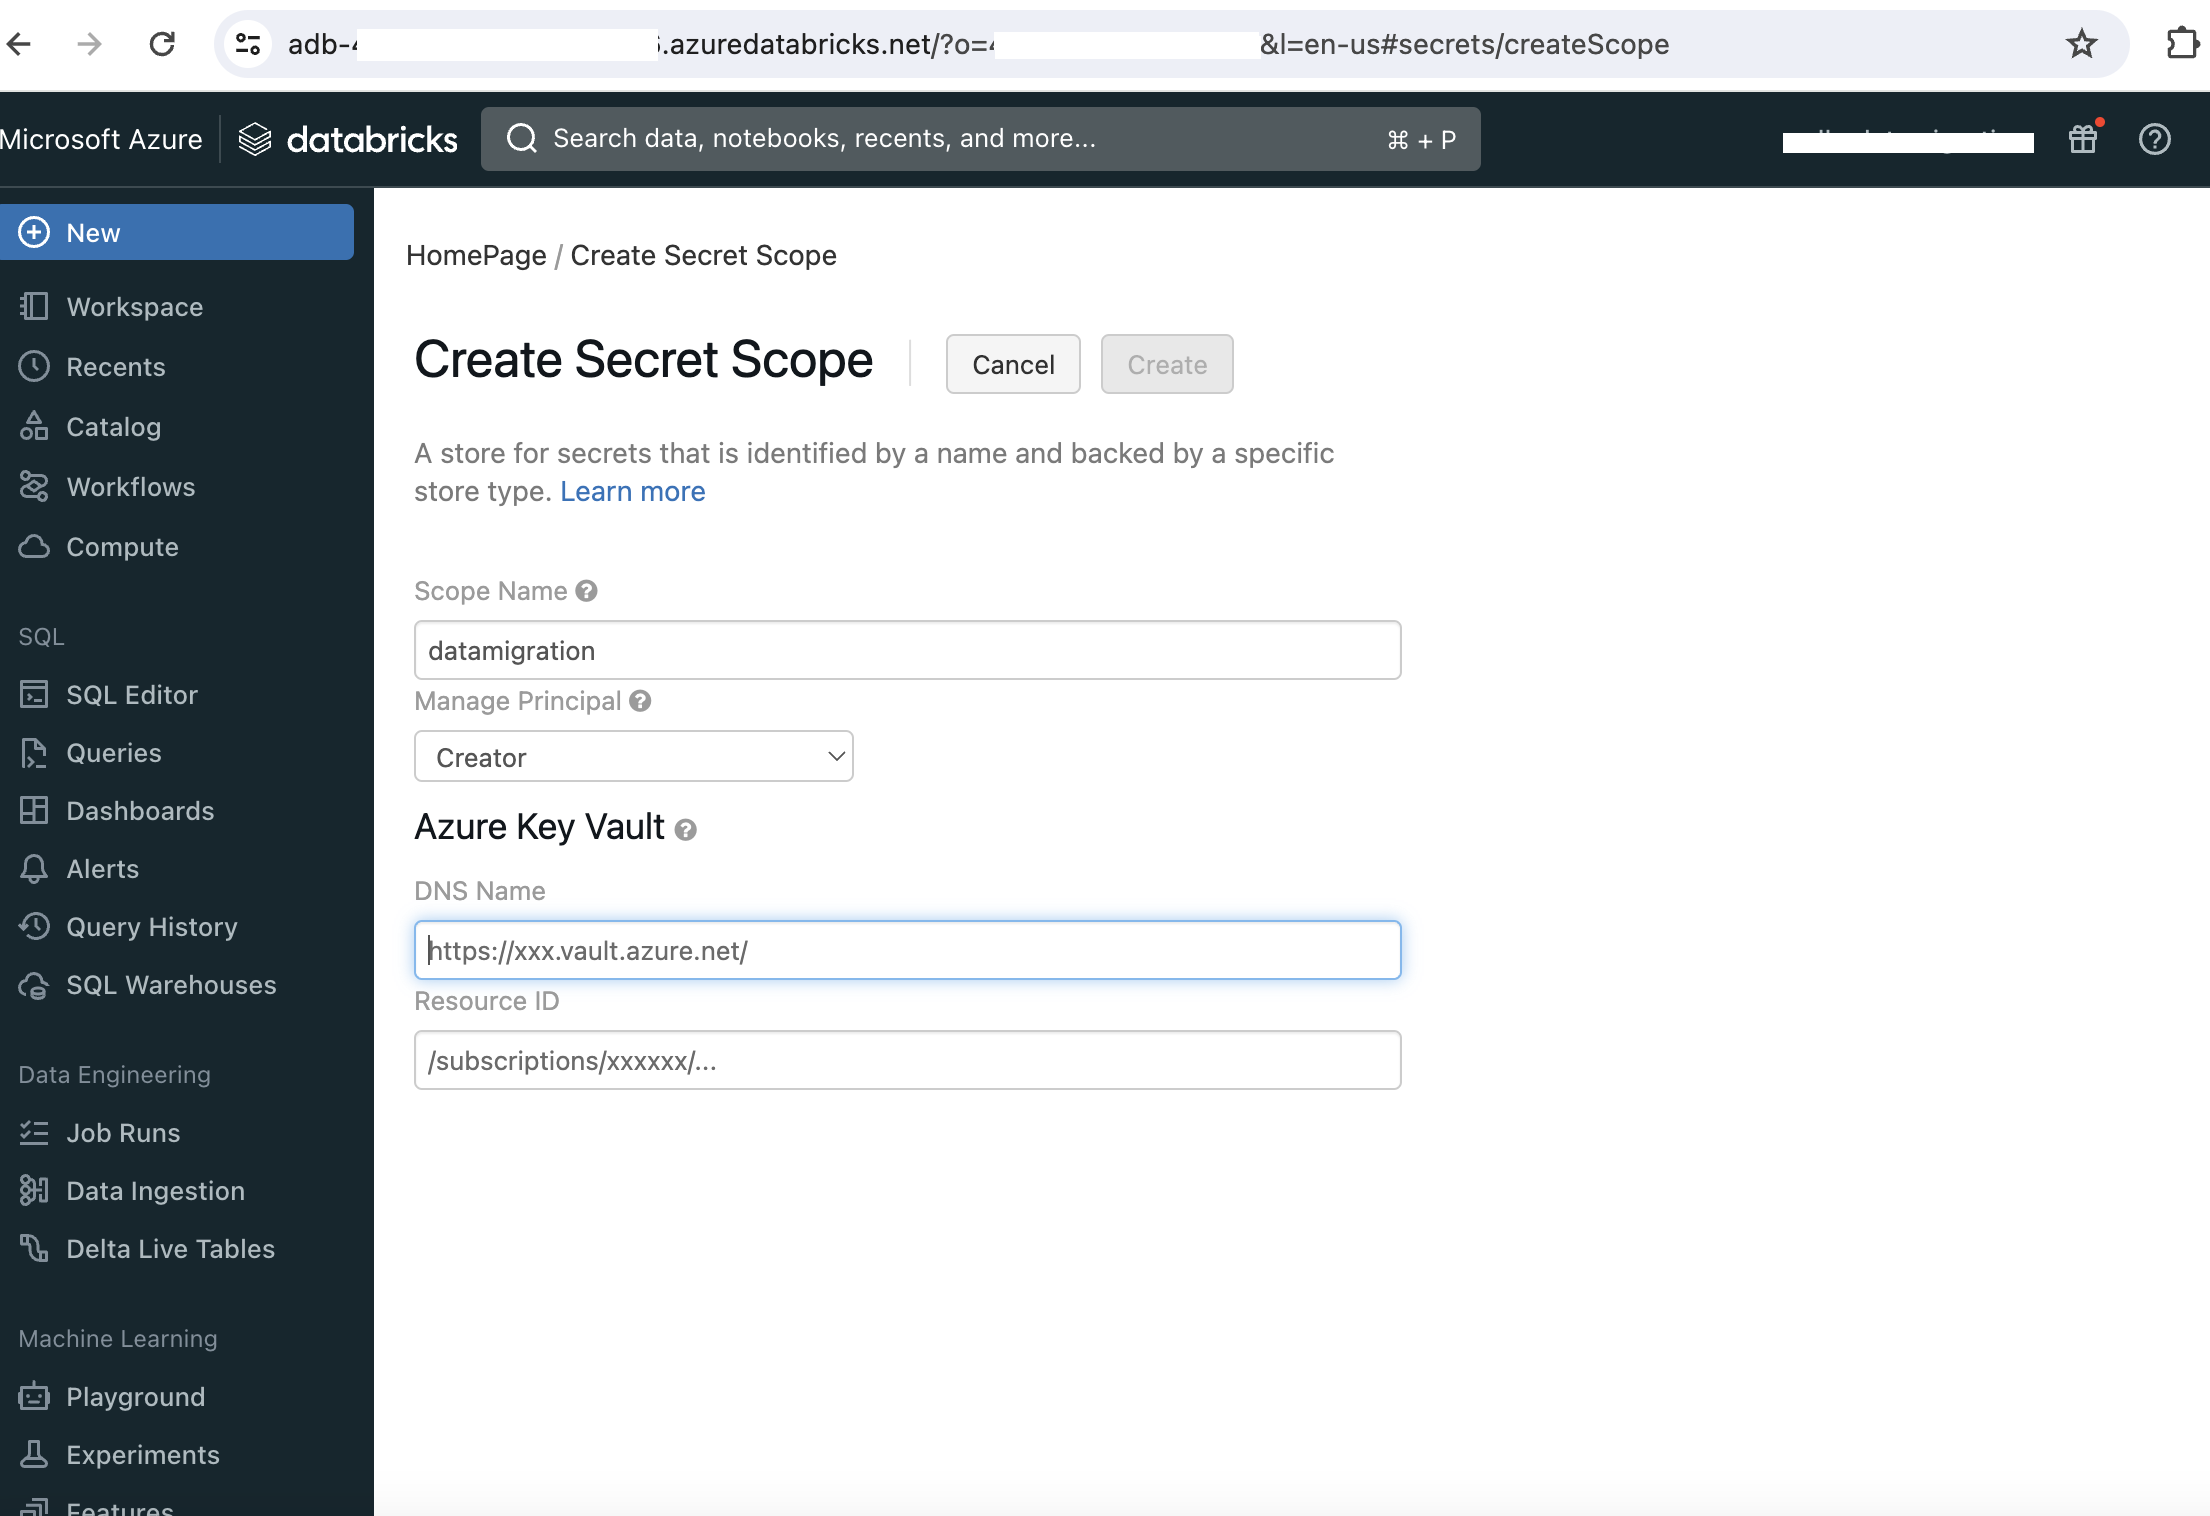 .azuredatabricks.net/?o=
&l=en-us#secrets/createScope
Microsoft Azure
databricks
Search data, notebooks, recents, and more...
⌘ + P
New
Workspace
Recents
Catalog
Workflows
Compute
SQL
SQL Editor
Queries
Dashboards
Alerts
Query History
SQL Warehouses
Data Engineering
Job Runs
Data Ingestion
Delta Live Tables
Machine Learning
Playground
Experiments
Features
HomePage / Create Secret Scope
Create Secret Scope
Cancel
Create
A store for secrets that is identified by a name and backed by a specific
store type. Learn more
Scope Name
datamigration
Manage Principal
Creator
Azure Key Vault
DNS Name
https://xxx.vault.azure.net/
Resource ID
/subscriptions/xxxxxx/...